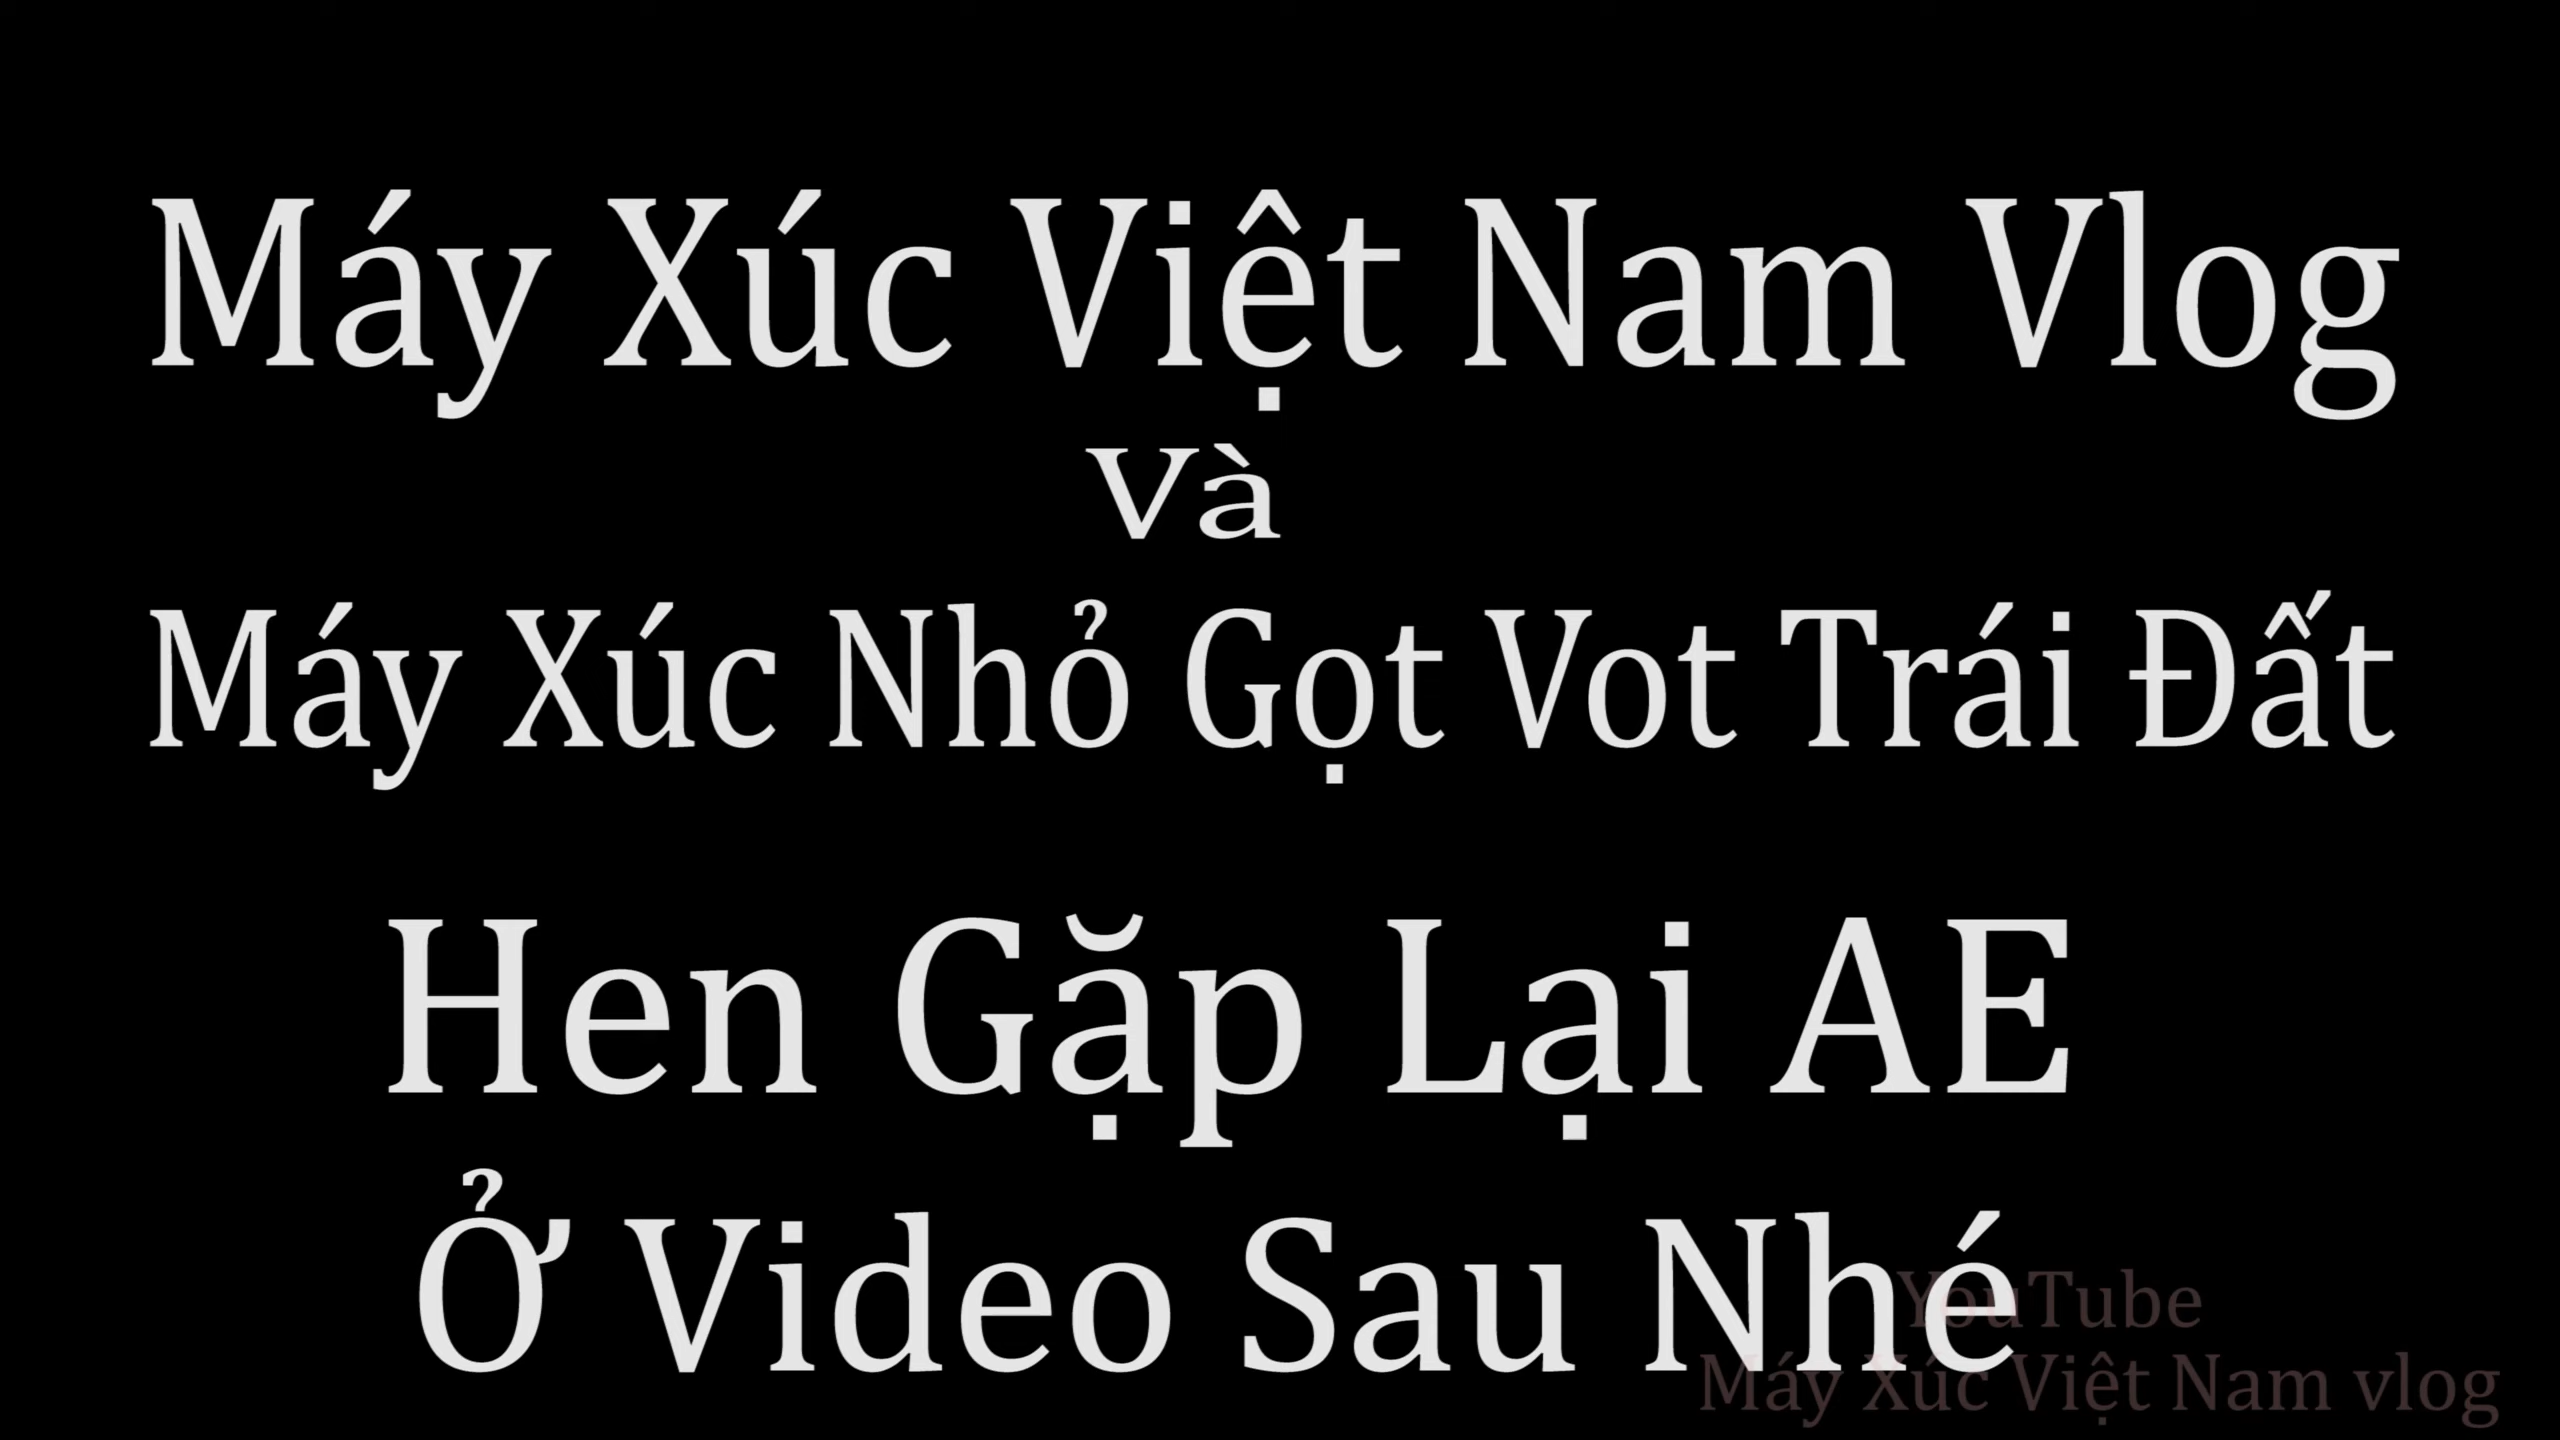 Máy Xúc Việt Nam Vlog
Và
Máy Xúc Nhỏ Gọt Vot Trái Đất
Hen Gặp Lại AE
Ở Video Sau Nhé
YouTube
Máy Xúc Việt Nam vlog